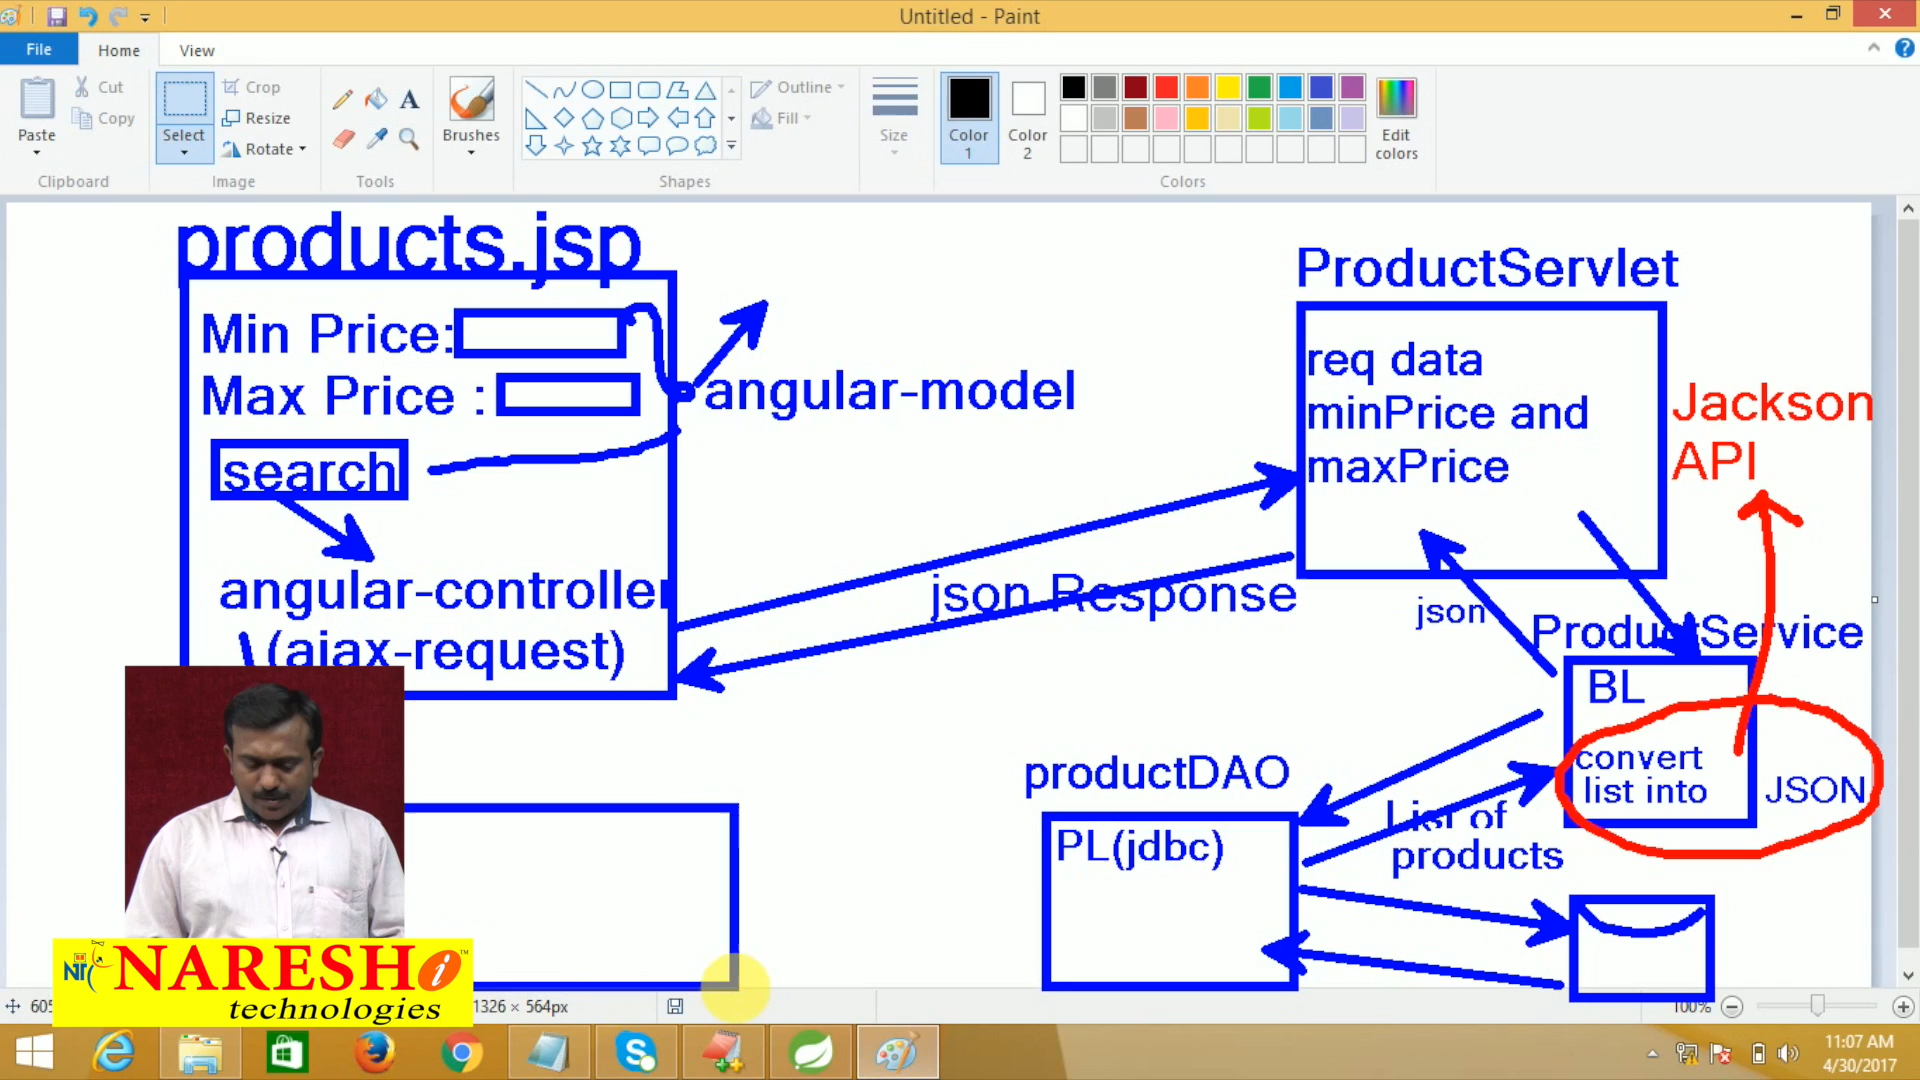 Untitled - Paint
File
Home
View
Paste
Cut
Copy
Clipboard
Select
Crop
Resize
Rotate
Image
A
Tools
Brushes
Shapes
Outline
Fill
Size
Color
1
Color
2
Edit
colors
Colors
products.jsp
Min Price:
Max Price :
search
angular-model
angular-controller
(ajax-request)
json Response
ProductServlet
req data
minPrice and
maxPrice
Jackson
API
json
ProductService
BL
convert
list into
JSON
productDAO
PL(jdbc)
List of
products
NARESH i
technologies
605
1326 × 564px
100%
11:07 AM
4/30/2017